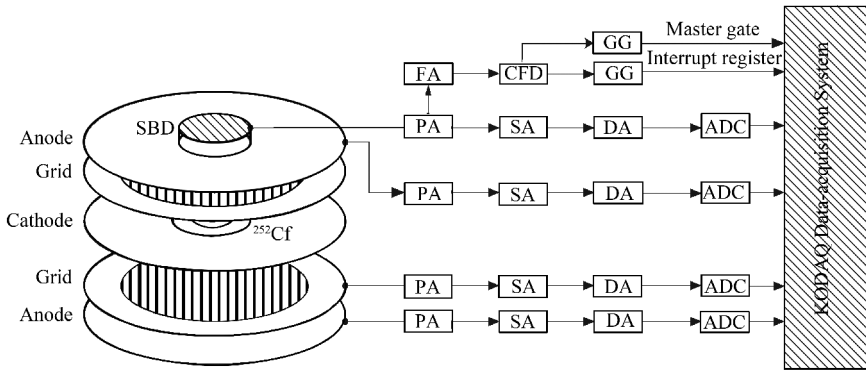 GG
Master gate
Interrupt register
FA
CFD
GG
SBD
PA
SA
DA
ADC
Anode
Grid
PA
SA
DA
ADC
Cathode
²⁵²Cf
Grid
PA
SA
DA
ADC
Anode
PA
SA
DA
ADC
KODAQ Data-acquisition System